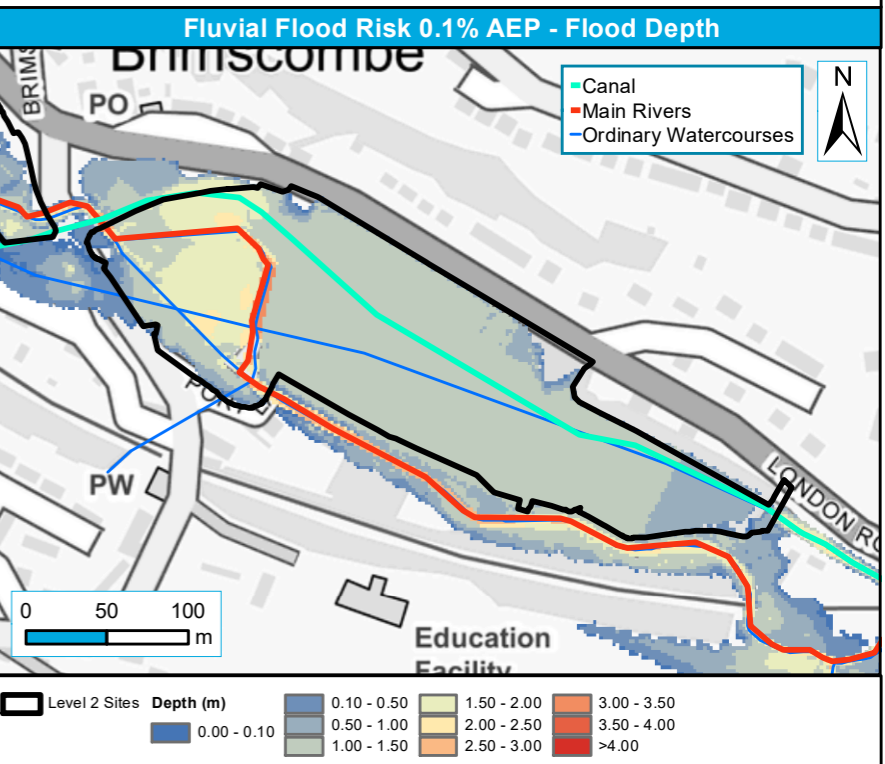 Fluvial Flood Risk 0.1% AEP - Flood Depth
Brimscombe
BRIMS
PO
Canal
Main Rivers
Ordinary Watercourses
N
PW
LONDON RO
0 50 100
m
Education
Facility
Level 2 Sites
Depth (m)
0.00 - 0.10
0.10 - 0.50
0.50 - 1.00
1.00 - 1.50
1.50 - 2.00
2.00 - 2.50
2.50 - 3.00
3.00 - 3.50
3.50 - 4.00
>4.00